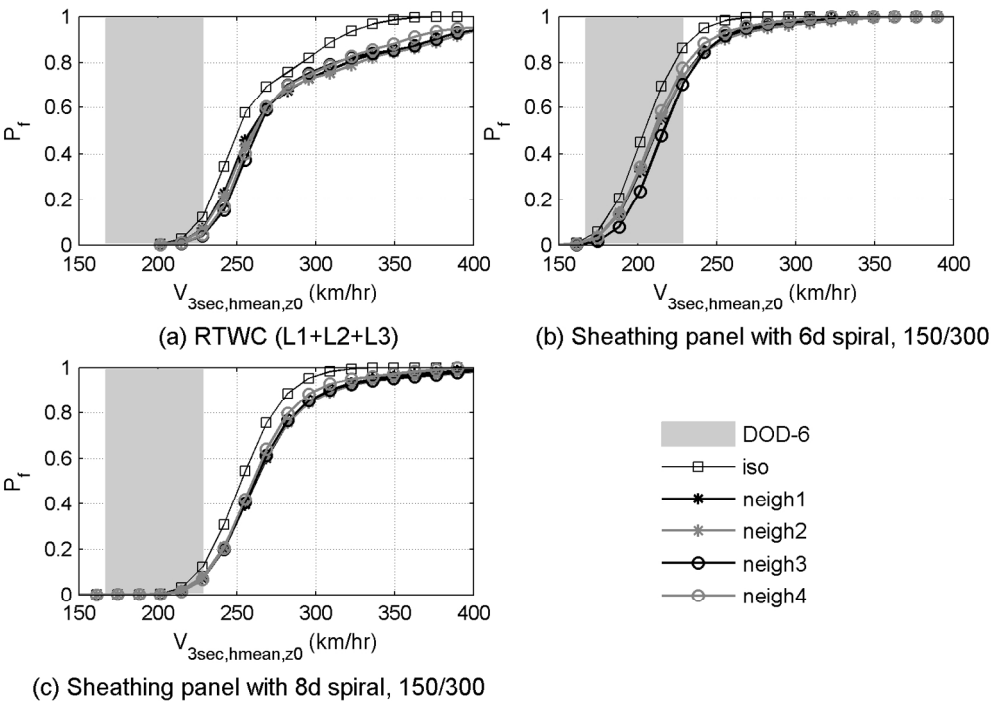 1
0.8
0.6
0.4
0.2
0
P_f
150 200 250 300 350 400
V_3sec,hmean,z0 (km/hr)
(a) RTWC (L1+L2+L3)
1
0.8
0.6
0.4
0.2
0
P_f
150 200 250 300 350 400
V_3sec,hmean,z0 (km/hr)
(b) Sheathing panel with 6d spiral, 150/300
1
0.8
0.6
0.4
0.2
0
P_f
150 200 250 300 350 400
V_3sec,hmean,z0 (km/hr)
(c) Sheathing panel with 8d spiral, 150/300
DOD-6
iso
neigh1
neigh2
neigh3
neigh4